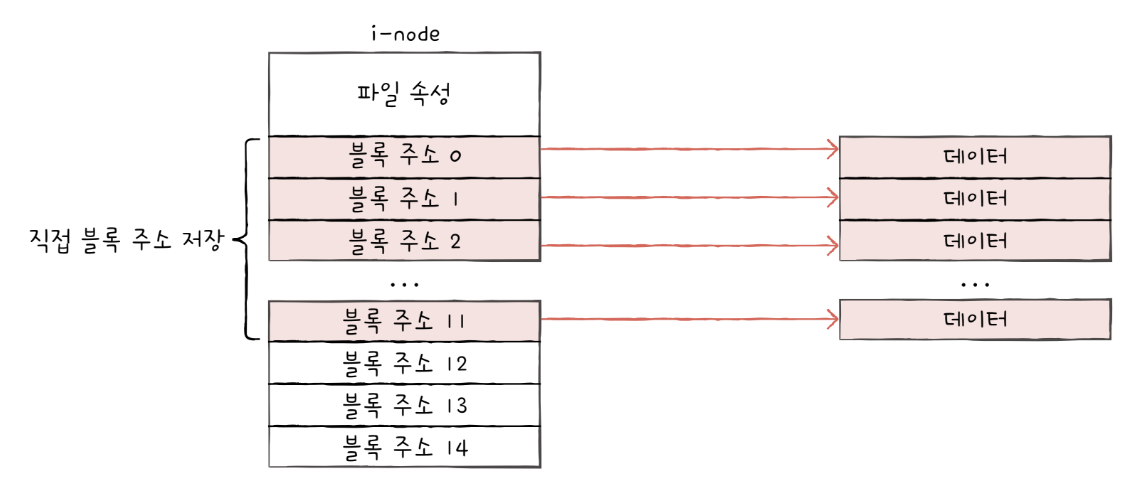 i-node
파일 속성
블록 주소 0
데이터
블록 주소 1
데이터
직접 블록 주소 저장
블록 주소 2
데이터
...
...
블록 주소 11
데이터
블록 주소 12
블록 주소 13
블록 주소 14